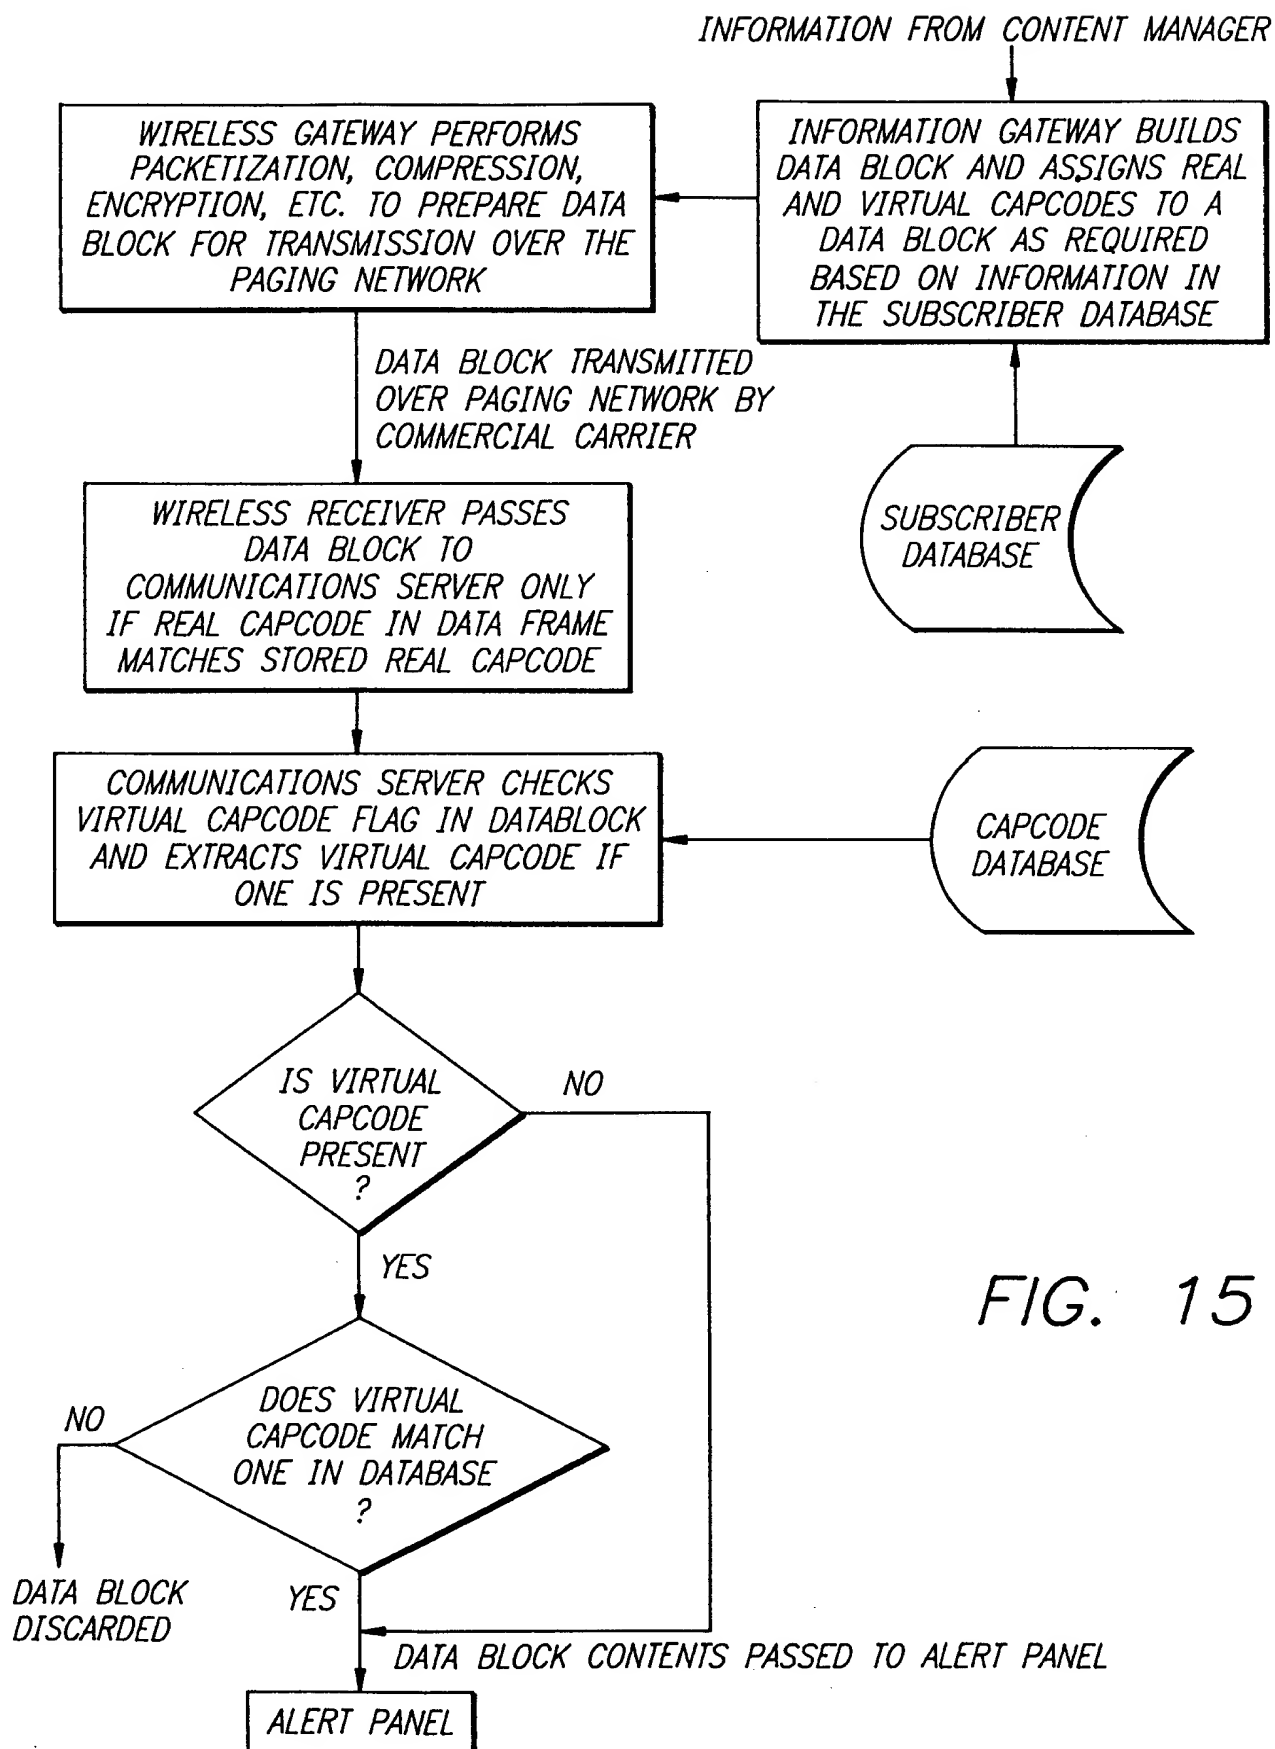 INFORMATION FROM CONTENT MANAGER
WIRELESS GATEWAY PERFORMS
PACKETIZATION, COMPRESSION,
ENCRYPTION, ETC. TO PREPARE DATA
BLOCK FOR TRANSMISSION OVER THE
PAGING NETWORK
INFORMATION GATEWAY BUILDS
DATA BLOCK AND ASSIGNS REAL
AND VIRTUAL CAPCODES TO A
DATA BLOCK AS REQUIRED
BASED ON INFORMATION IN
THE SUBSCRIBER DATABASE
DATA BLOCK TRANSMITTED
OVER PAGING NETWORK BY
COMMERCIAL CARRIER
SUBSCRIBER
DATABASE
WIRELESS RECEIVER PASSES
DATA BLOCK TO
COMMUNICATIONS SERVER ONLY
IF REAL CAPCODE IN DATA FRAME
MATCHES STORED REAL CAPCODE
COMMUNICATIONS SERVER CHECKS
VIRTUAL CAPCODE FLAG IN DATABLOCK
AND EXTRACTS VIRTUAL CAPCODE IF
ONE IS PRESENT
CAPCODE
DATABASE
IS VIRTUAL
CAPCODE
PRESENT
?
NO
YES
FIG. 15
DOES VIRTUAL
CAPCODE MATCH
ONE IN DATABASE
?
NO
DATA BLOCK
DISCARDED
YES
DATA BLOCK CONTENTS PASSED TO ALERT PANEL
ALERT PANEL